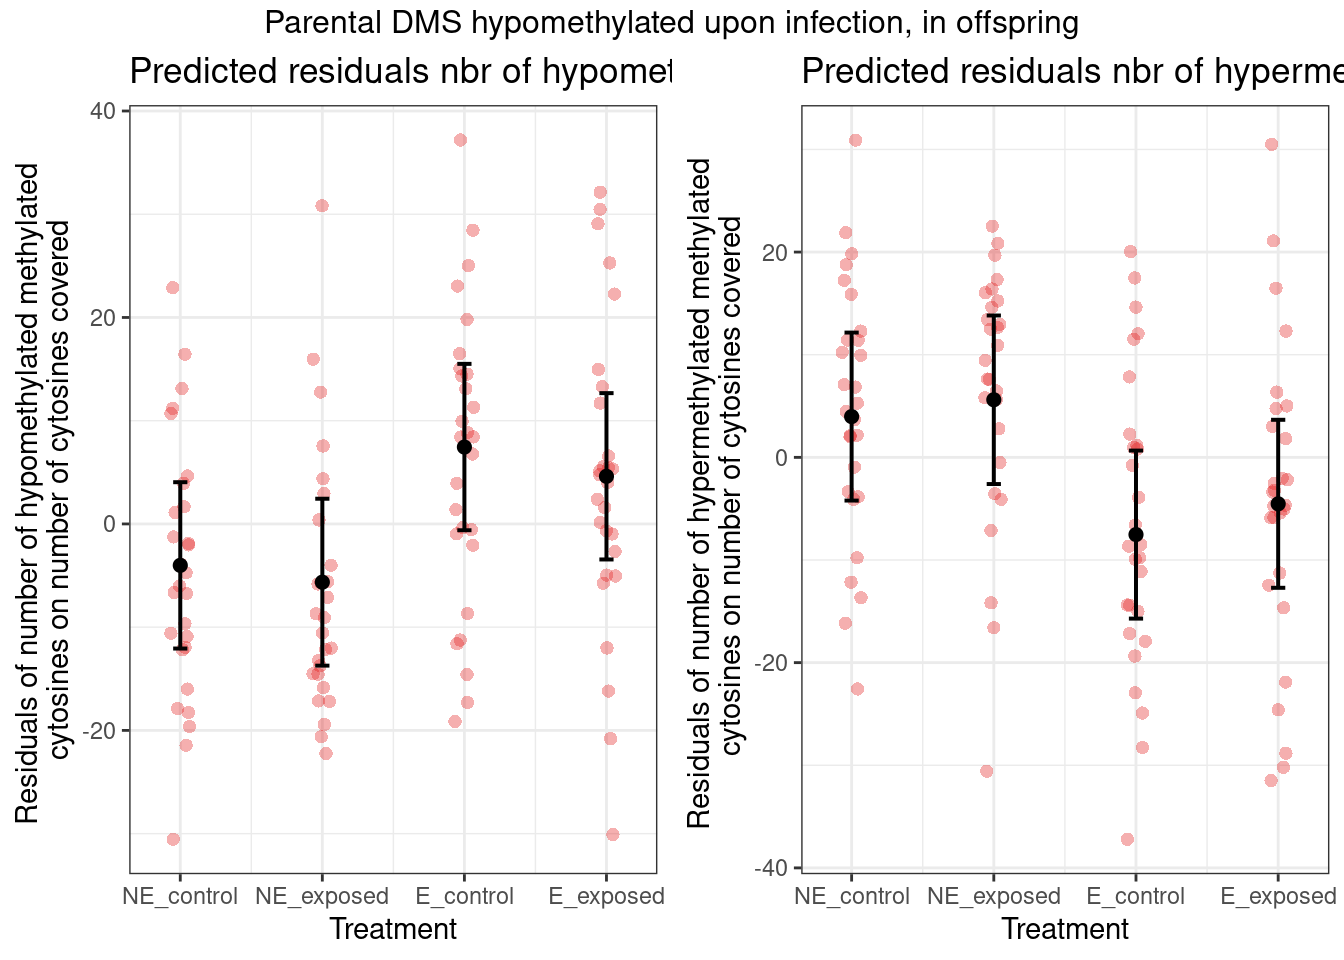 Parental DMS hypomethylated upon infection, in offspring
Predicted residuals nbr of hypomet
Residuals of number of hypomethylated methylated
cytosines on number of cytosines covered
40
20
0
-20
NE_control NE_exposed E_control E_exposed
Treatment
Predicted residuals nbr of hyperme
Residuals of number of hypermethylated methylated
cytosines on number of cytosines covered
20
0
-20
-40
NE_control NE_exposed E_control E_exposed
Treatment